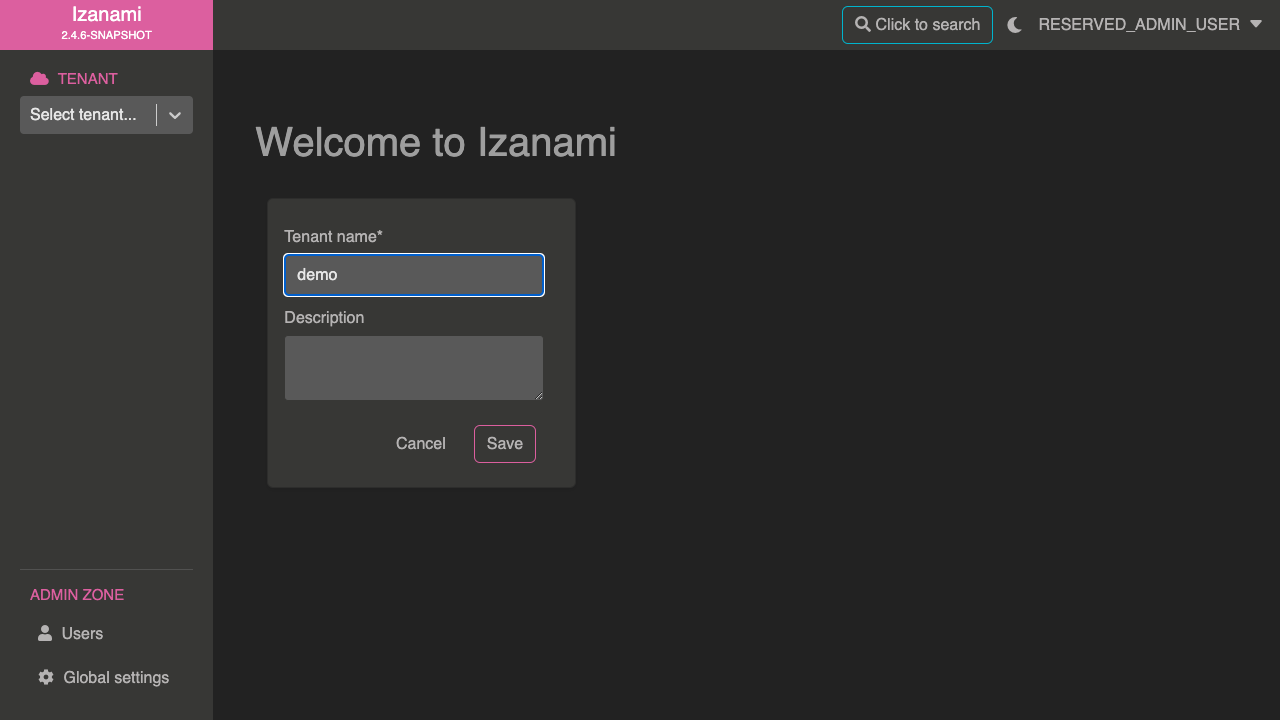 Izanami
2.4.6-SNAPSHOT
Click to search
RESERVED_ADMIN_USER
TENANT
Select tenant...
Welcome to Izanami
Tenant name*
demo
Description
Cancel
Save
ADMIN ZONE
Users
Global settings